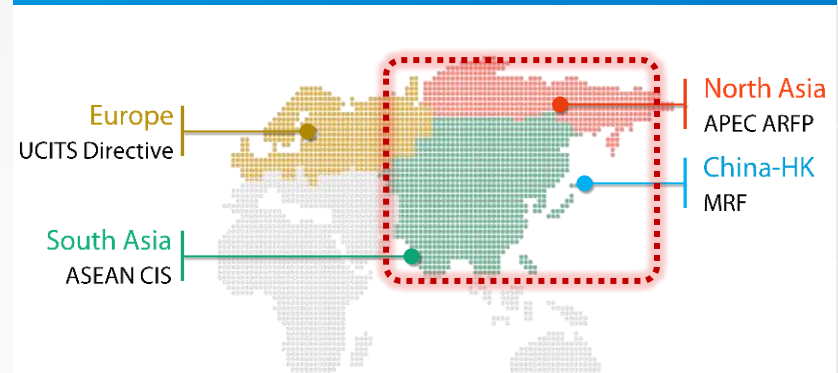 Europe
UCITS Directive
South Asia
ASEAN CIS
North Asia
APEC ARFP
China-HK
MRF